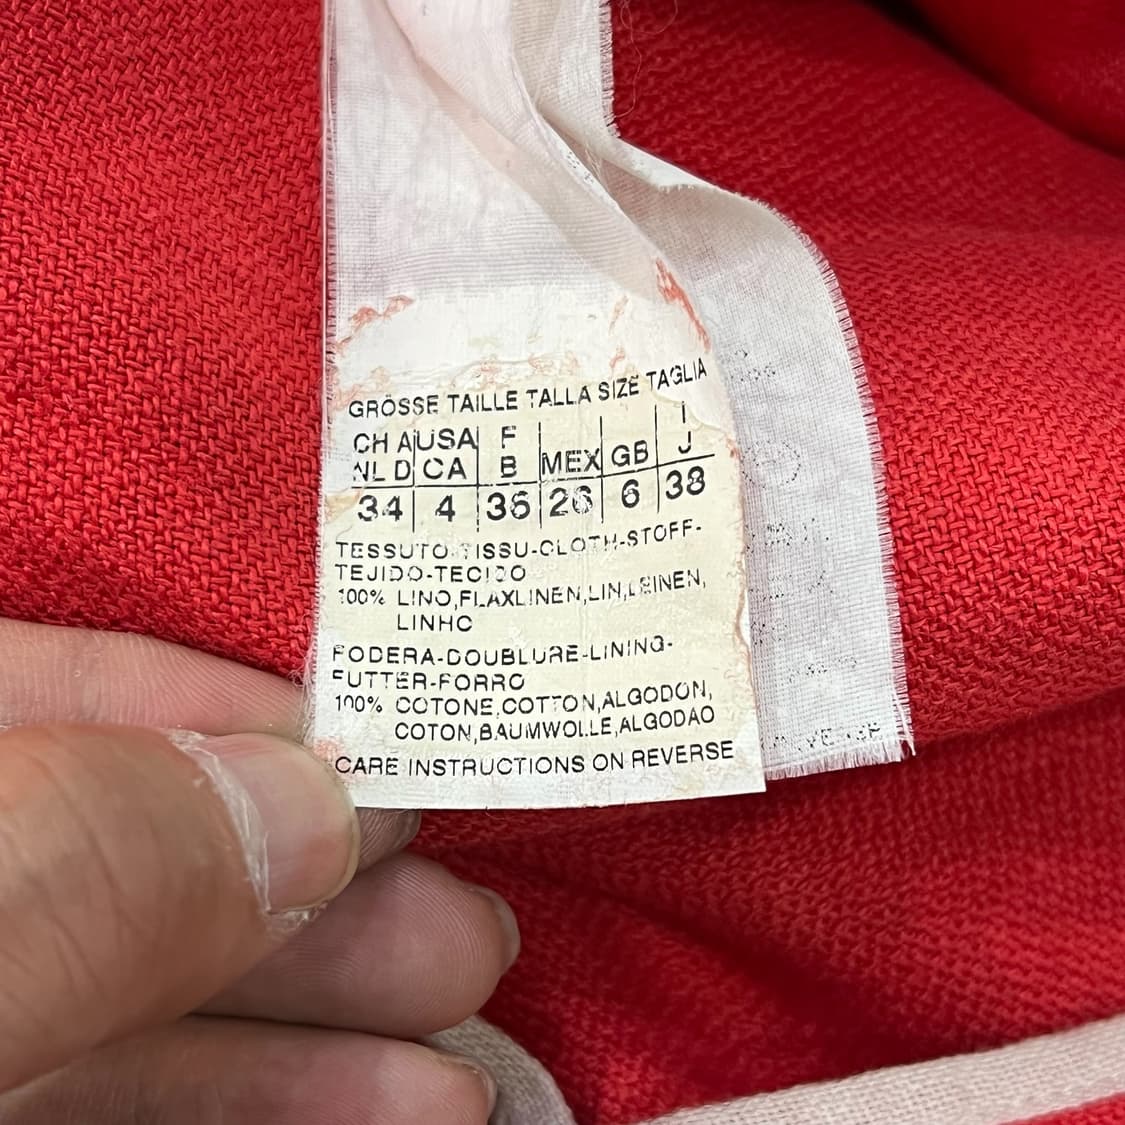 GRÖSSE TAILLE TALLA SIZE TAGLIA
CH A USA F I
NL D CA B MEX GB J
34 4 36 26 6 38
TESSUTO-TISSU-CLOTH-STOFF-
TEJIDO-TECIDO
100% LINO,FLAXLINEN,LIN,LEINEN,
LINHO
FODERA-DOUBLURE-LINING-
FUTTER-FORRO
100% COTONE,COTTON,ALGODON,
COTON,BAUMWOLLE,ALGODAO
CARE INSTRUCTIONS ON REVERSE